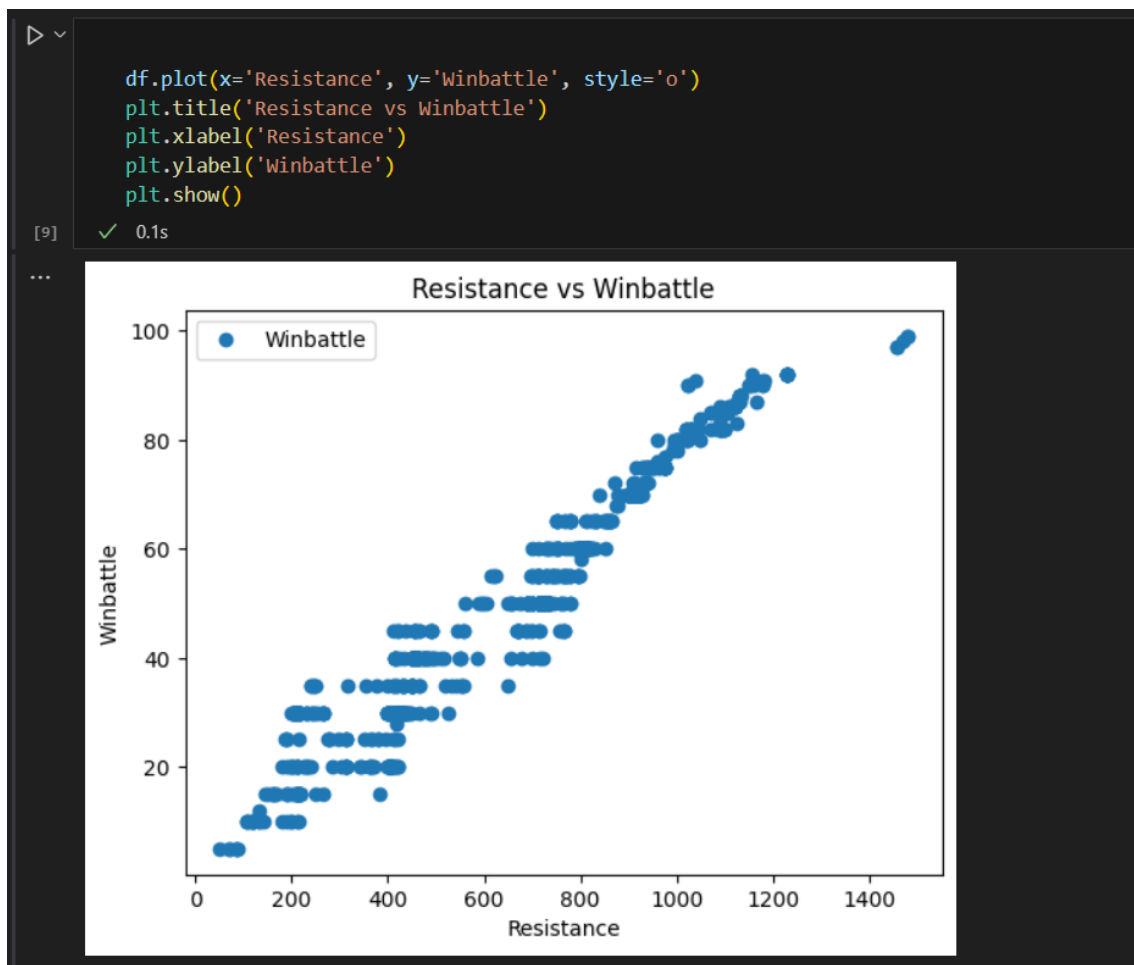 df.plot(x='Resistance', y='Winbattle', style='o')
plt.title('Resistance vs Winbattle')
plt.xlabel('Resistance')
plt.ylabel('Winbattle')
plt.show()
[9]
0.1s
...
Resistance vs Winbattle
Winbattle
100
80
60
40
20
Winbattle
0 200 400 600 800 1000 1200 1400
Resistance